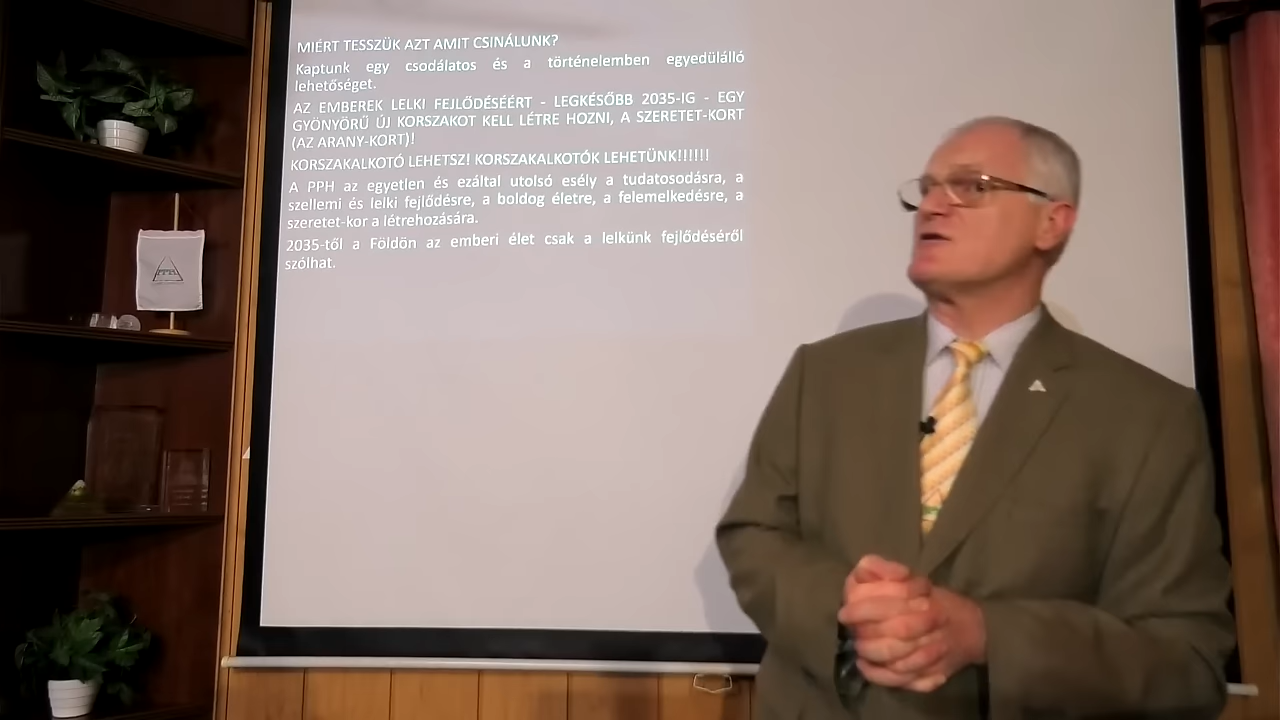 MIÉRT TESSZÜK AZT AMIT CSINÁLUNK?
Kaptunk egy csodálatos és a történelemben egyedülálló
lehetőséget.
AZ EMBEREK LELKI FEJLŐDÉSÉÉRT - LEGKÉSŐBB 2035-IG - EGY
GYÖNYÖRŰ ÚJ KORSZAKOT KELL LÉTRE HOZNI, A SZERETET-KORT
(AZ ARANY-KORT)!
KORSZAKALKOTÓ LEHETSZ! KORSZAKALKOTÓK LEHETÜNK!!!!!!
A PPH az egyetlen és ezáltal utolsó esély a tudatosodásra, a
szellemi és lelki fejlődésre, a boldog életre, a felemelkedésre, a
szeretet-kor a létrehozására.
2035-től a Földön az emberi élet csak a lelkünk fejlődéséről
szólhat.